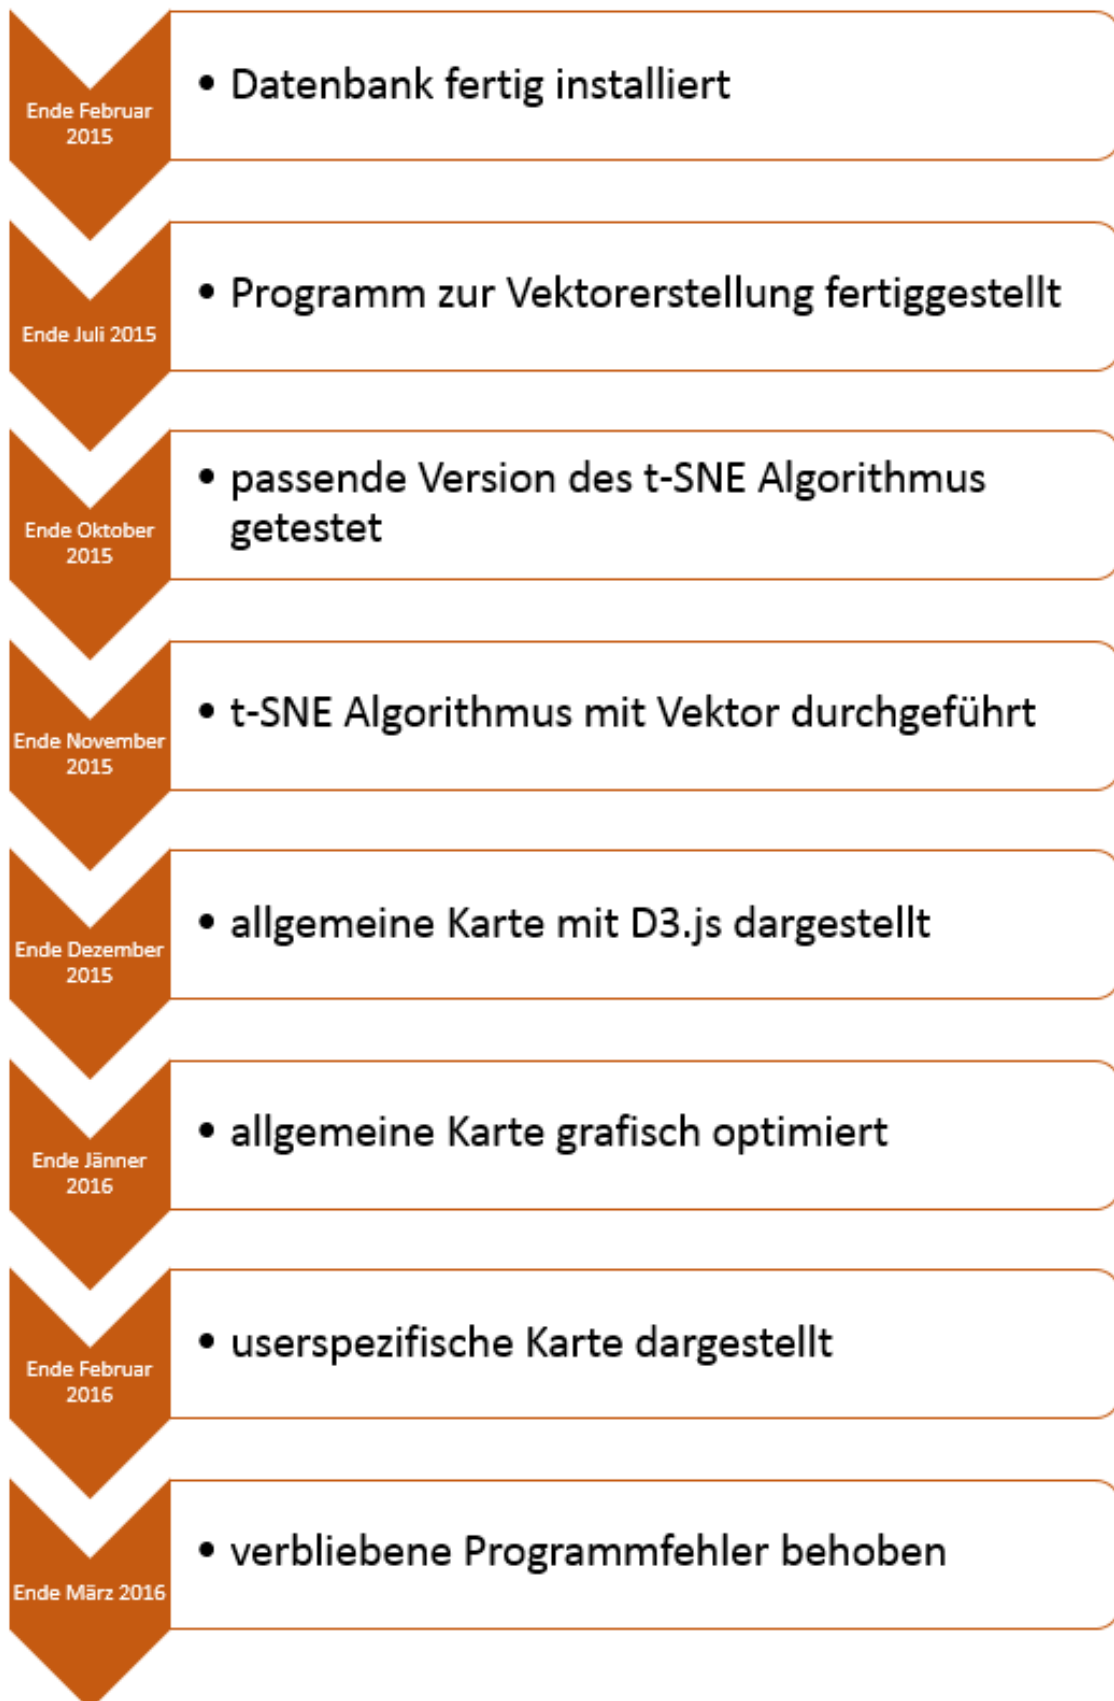 Ende Februar
2015
• Datenbank fertig installiert
Ende Juli 2015
• Programm zur Vektorerstellung fertiggestellt
Ende Oktober
2015
• passende Version des t-SNE Algorithmus
getestet
Ende November
2015
• t-SNE Algorithmus mit Vektor durchgeführt
Ende Dezember
2015
• allgemeine Karte mit D3.js dargestellt
Ende Jänner
2016
• allgemeine Karte grafisch optimiert
Ende Februar
2016
• userspezifische Karte dargestellt
Ende März 2016
• verbliebene Programmfehler behoben